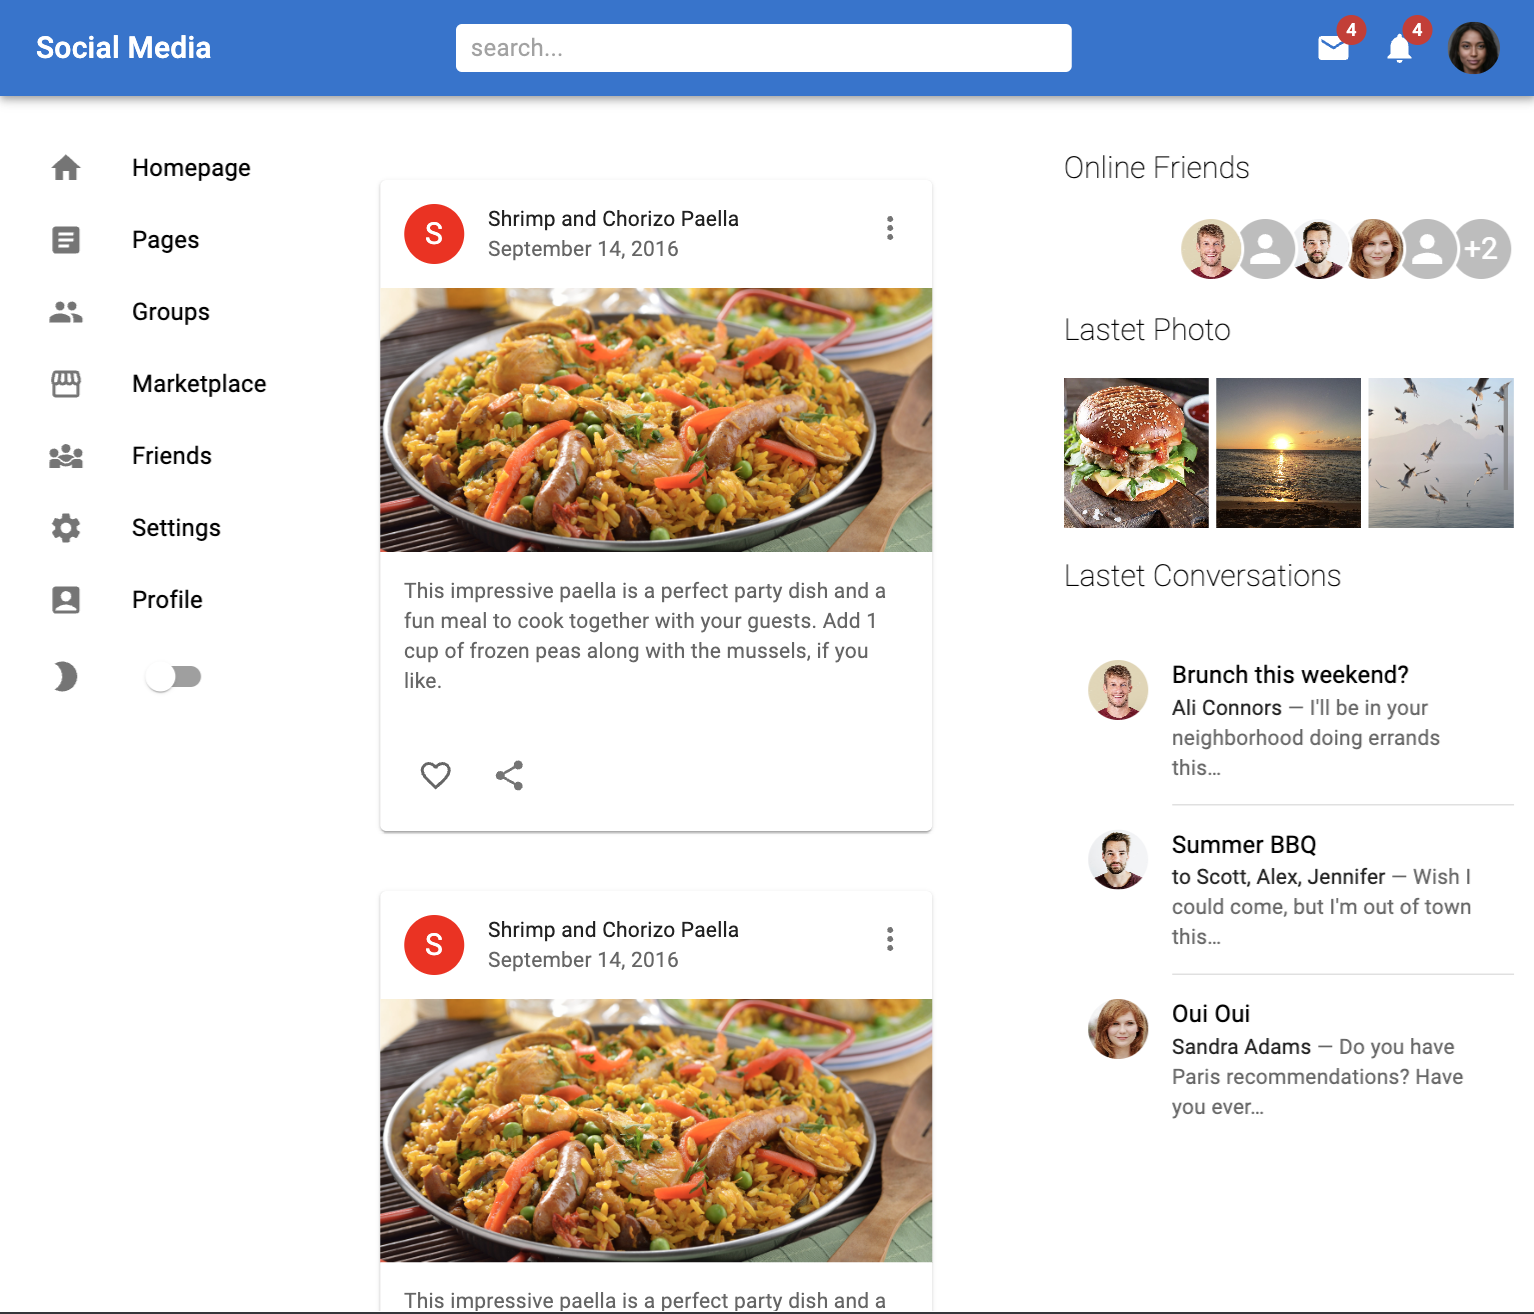 Social Media
search...
4
4
Homepage
Pages
Groups
Marketplace
Friends
Settings
Profile
S
Shrimp and Chorizo Paella
September 14, 2016
This impressive paella is a perfect party dish and a
fun meal to cook together with your guests. Add 1
cup of frozen peas along with the mussels, if you
like.
S
Shrimp and Chorizo Paella
September 14, 2016
This impressive paella is a perfect party dish and a
Online Friends
+2
Lastet Photo
Lastet Conversations
Brunch this weekend?
Ali Connors — I'll be in your
neighborhood doing errands
this…
Summer BBQ
to Scott, Alex, Jennifer — Wish I
could come, but I'm out of town
this…
Oui Oui
Sandra Adams — Do you have
Paris recommendations? Have
you ever…